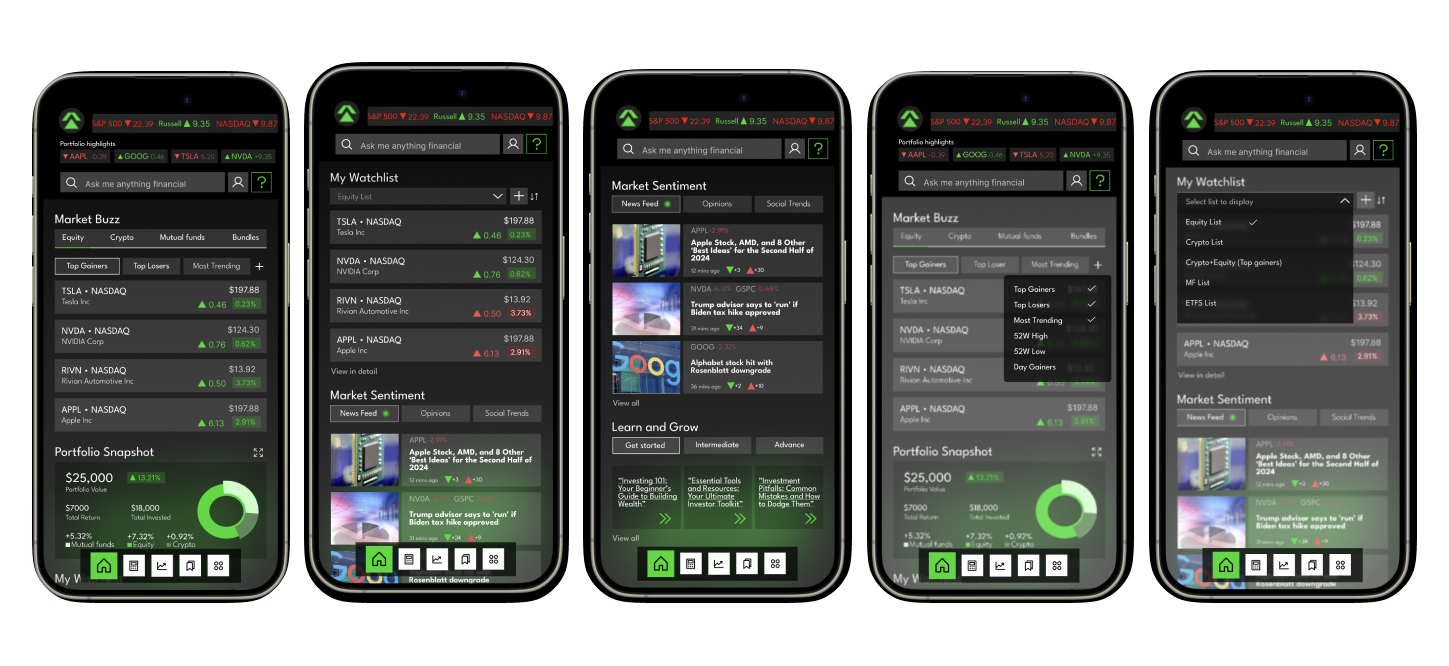 S&P 500 ▼ 22.39 Russell ▲ 9.35 NASDAQ ▼ 9.87
Portfolio highlights
▼ AAPL -0.39 ▲ GOOG 0.46 ▼ TSLA 5.20 ▲ NVDA +9.35
Ask me anything financial ?
Market Buzz
Equity Crypto Mutual funds Bundles
Top Gainers Top Losers Most Trending +
TSLA • NASDAQ $197.88
Tesla Inc ▲ 0.46 0.23%
NVDA • NASDAQ $124.30
NVIDIA Corp ▲ 0.76 0.62%
RIVN • NASDAQ $13.92
Rivian Automotive Inc ▲ 0.50 3.73%
APPL • NASDAQ $197.88
Apple Inc ▲ 6.13 2.91%
Portfolio Snapshot
$25,000 ▲ 13.21%
Portfolio Value
$7000 $18,000
Total Return Total Invested
+5.32% +7.32% +0.92%
Mutual funds Equity Crypto
My W
S&P 500 ▼ 22.39 Russell ▲ 9.35 NASDAQ ▼ 9.87
Ask me anything financial ?
My Watchlist
Equity List +
TSLA • NASDAQ $197.88
Tesla Inc ▲ 0.46 0.23%
NVDA • NASDAQ $124.30
NVIDIA Corp ▲ 0.76 0.62%
RIVN • NASDAQ $13.92
Rivian Automotive Inc ▲ 0.50 3.73%
APPL • NASDAQ $197.88
Apple Inc ▲ 6.13 2.91%
View in detail
Market Sentiment
News Feed Opinions Social Trends
APPL -2.91%
Apple Stock, AMD, and 8 Other
'Best Ideas' for the Second Half of
2024
12 mins ago ▼+3 ▲+30
NVDA GSPC
Trump advisor says to 'run' if
Biden tax hike approved
31 mins ago ▼+34 ▲+9
Rosenblatt downgrade
S&P 500 ▼ 22.39 Russell ▲ 9.35 NASDAQ ▼ 9.87
Ask me anything financial ?
Market Sentiment
News Feed Opinions Social Trends
APPL -2.91%
Apple Stock, AMD, and 8 Other
'Best Ideas' for the Second Half of
2024
12 mins ago ▼+3 ▲+30
NVDA -6.13% GSPC -0.68%
Trump advisor says to 'run' if
Biden tax hike approved
31 mins ago ▼+34 ▲+9
GOOG -2.32%
Goog
Alphabet stock hit with
Rosenblatt downgrade
36 mins ago ▼+2 ▲+10
View all
Learn and Grow
Get started Intermediate Advance
"Investing 101:
Your Beginner's
Guide to Building
Wealth"
"Essential Tools
and Resources:
Your Ultimate
Investor Toolkit"
"Investment
Pitfalls: Common
Mistakes and How
to Dodge Them"
View all
S&P 500 ▼ 22.39 Russell ▲ 9.35 NASDAQ ▼ 9.87
Portfolio highlights
▼ AAPL -0.39 ▲ GOOG 0.46 ▼ TSLA 5.20 ▲ NVDA +9.35
Ask me anything financial ?
Market Buzz
Equity Crypto Mutual funds Bundles
Top Gainers Top Loser Most Trending +
Top Gainers
Top Losers
Most Trending
52W High
52W Low
Day Gainers
TSLA • NASDAQ
Tesla Inc
NVDA • NASDAQ
NVIDIA Corp
RIVN • NASDAQ
Rivian Automotive Inc
APPL • NASDAQ $197.88
Apple Inc ▲ 6.13 2.91%
Portfolio Snapshot
$25,000 ▲ 13.21%
Portfolio Value
$7000 $18,000
Total Return Total Invested
+5.32% +7.32% +0.92%
Mutual funds Equity Crypto
My W
S&P 500 ▼ 22.39 Russell ▲ 9.35 NASDAQ ▼ 9.87
Ask me anything financial ?
My Watchlist
Select list to display +
Equity List
Crypto List
Crypto+Equity (Top gainers)
MF List
ETFS List
$197.88
0.23%
$124.30
0.62%
$13.92
3.73%
APPL • NASDAQ $197.88
Apple Inc ▲ 6.13 2.91%
View in detail
Market Sentiment
News Feed Opinions Social Trends
APPL
Apple Stock, AMD, and 8 Other
'Best Ideas' for the Second Half of
2024
12 mins ago ▼+3 ▲+30
NVDA GSPC
Trump advisor says to 'run' if
Biden tax hike approved
31 mins ago ▼+34 ▲+9
Rosenblatt downgrade